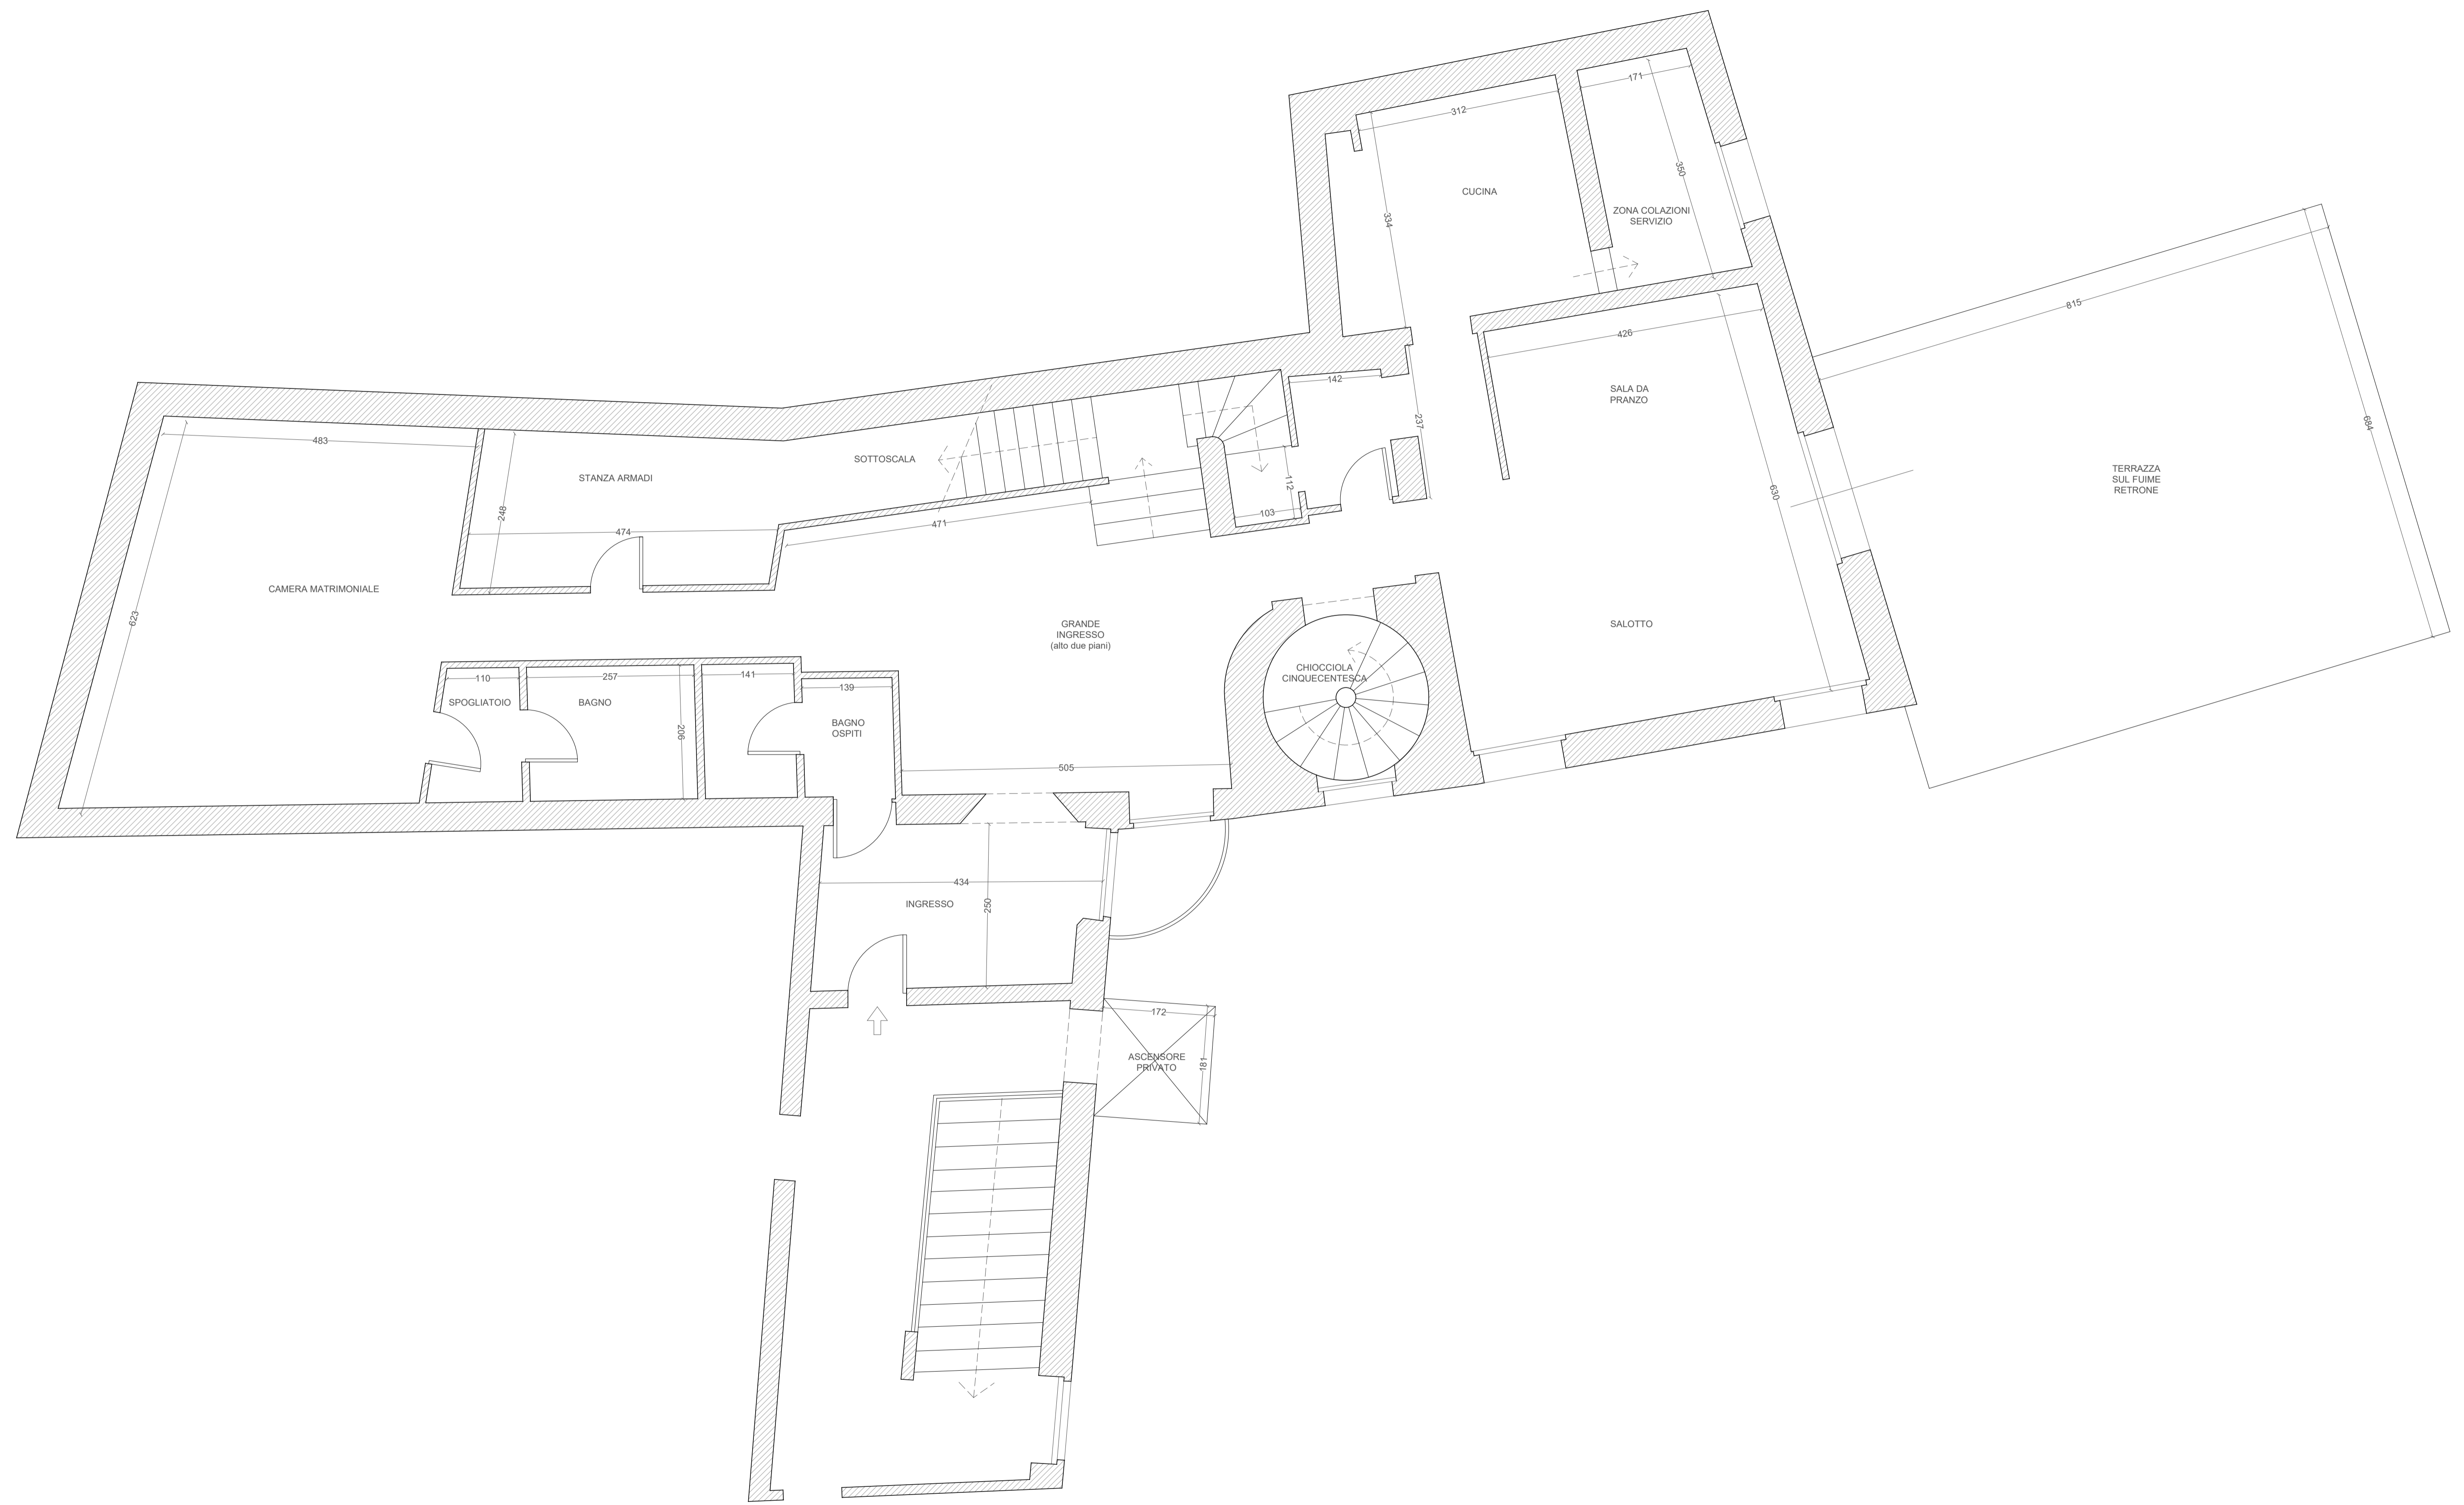 171
312
350
CUCINA
ZONA COLAZIONI
SERVIZIO
334
815
426
142
SALA DA
PRANZO
237
684
483
SOTTOSCALA
STANZA ARMADI
TERRAZZA
SUL FUIME
RETRONE
112
630
248
103
471
474
CAMERA MATRIMONIALE
623
GRANDE
INGRESSO
(alto due piani)
SALOTTO
CHIOCCIOLA
CINQUECENTESCA
110
257
141
139
SPOGLIATOIO
BAGNO
206
BAGNO
OSPITI
505
434
INGRESSO
250
172
ASCENSORE
PRIVATO
181